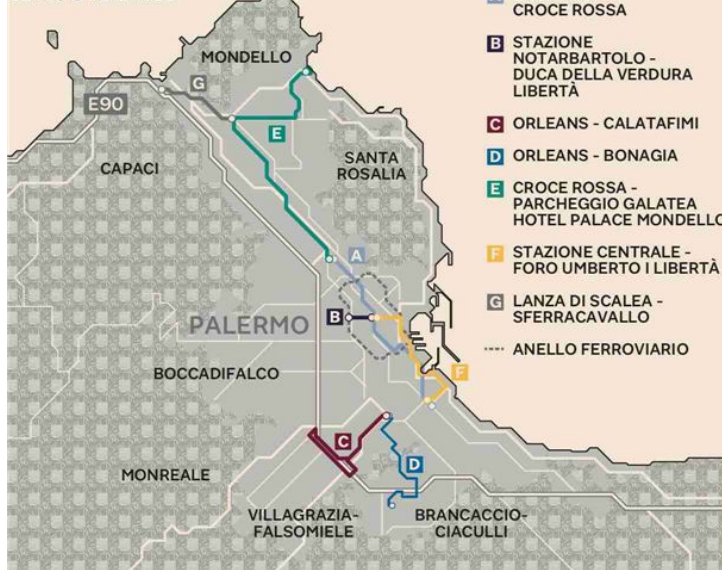 CROCE ROSSA
B STAZIONE
NOTARBARTOLO -
DUCA DELLA VERDURA
LIBERTÀ
C ORLEANS - CALATAFIMI
D ORLEANS - BONAGIA
E CROCE ROSSA -
PARCHEGGIO GALATEA
HOTEL PALACE MONDELLO
F STAZIONE CENTRALE -
FORO UMBERTO I LIBERTÀ
G LANZA DI SCALEA -
SFERRACAVALLO
ANELLO FERROVIARIO
MONDELLO
G
E90
E
CAPACI
SANTA
ROSALIA
A
PALERMO
B
BOCCADIFALCO
F
C
D
MONREALE
VILLAGRAZIA-
FALSOMIELE
BRANCACCIO-
CIACULLI